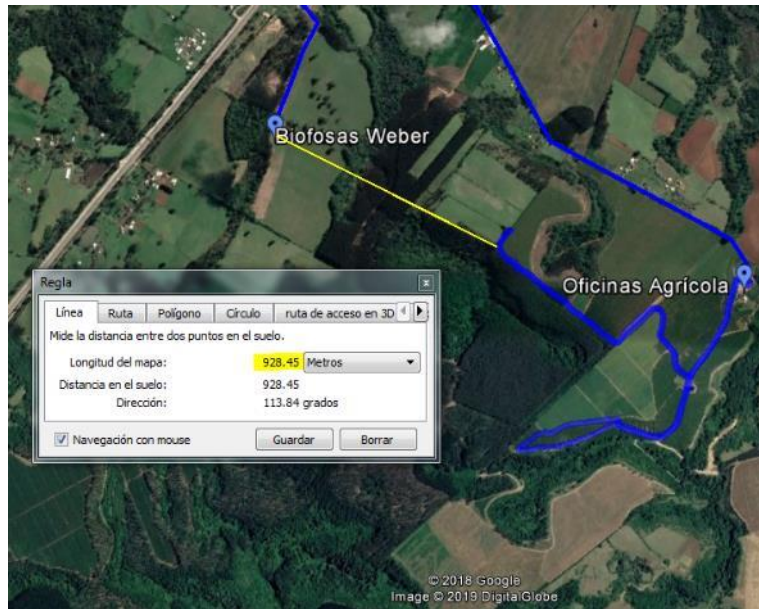 Biofosas Weber
Oficinas Agrícola
Regla
Línea Ruta Polígono Círculo ruta de acceso en 3D
Mide la distancia entre dos puntos en el suelo.
Longitud del mapa: 928.45 Metros
Distancia en el suelo: 928.45
Dirección: 113.84 grados
Navegación con mouse Guardar Borrar
© 2018 Google
Image © 2019 DigitalGlobe